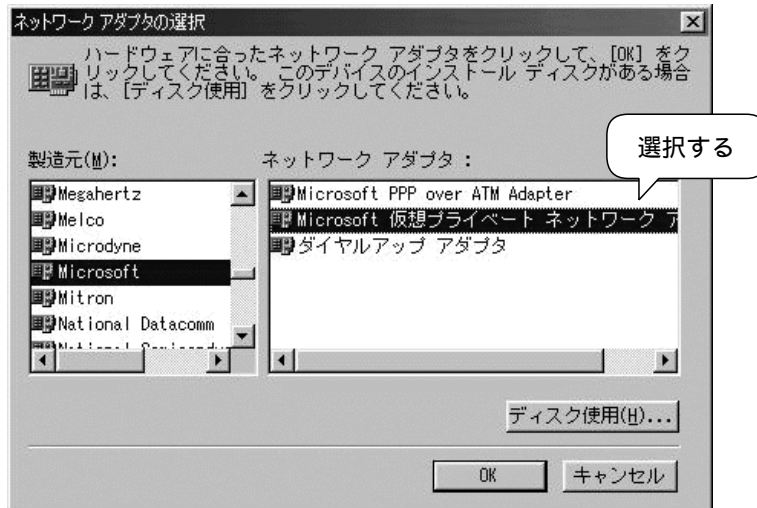 ネットワーク アダプタの選択
ハードウェアに合ったネットワーク アダプタをクリックして、[OK] をク
リックしてください。 このデバイスのインストール ディスクがある場合
は、[ディスク使用] をクリックしてください。
選択する
製造元(M):
ネットワーク アダプタ :
Megahertz
Melco
Microdyne
Microsoft
Mitron
National Datacomm
Microsoft PPP over ATM Adapter
Microsoft 仮想プライベート ネットワーク ア
ダイヤルアップ アダプタ
ディスク使用(H)...
OK
キャンセル